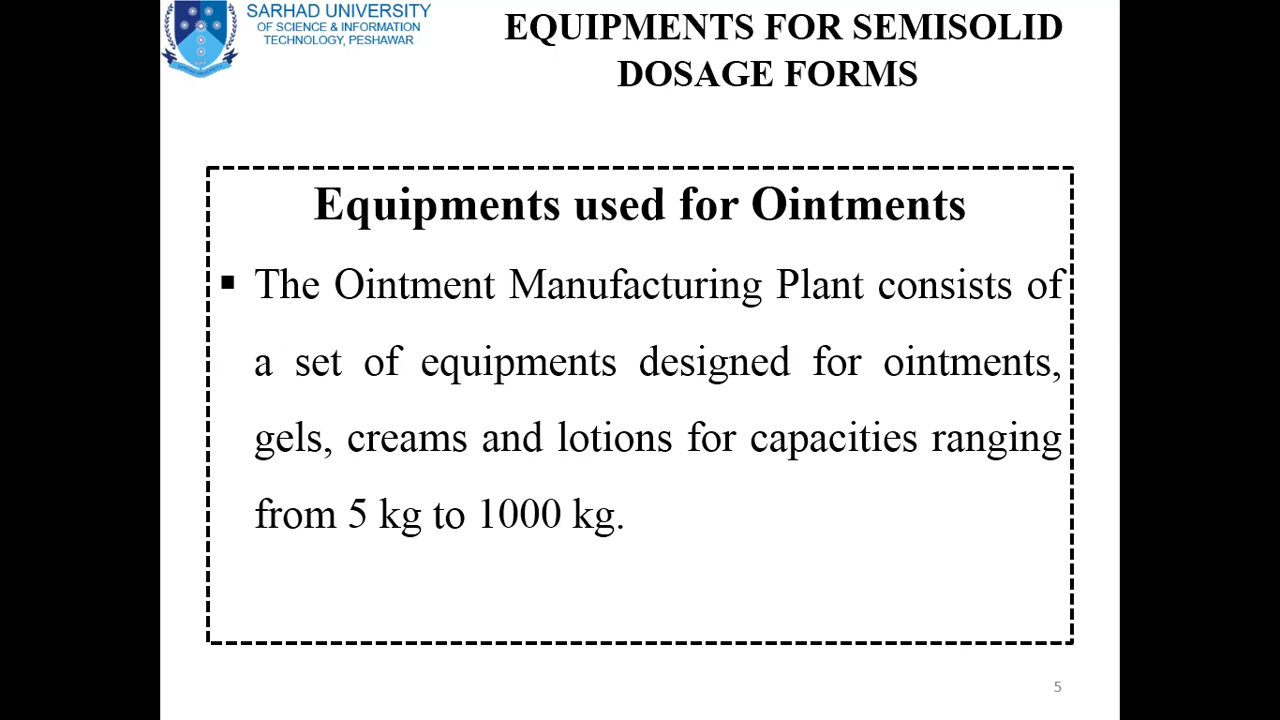 SARHAD UNIVERSITY
OF SCIENCE & INFORMATION
TECHNOLOGY, PESHAWAR
EQUIPMENTS FOR SEMISOLID
DOSAGE FORMS
Equipments used for Ointments
▪ The Ointment Manufacturing Plant consists of
a set of equipments designed for ointments,
gels, creams and lotions for capacities ranging
from 5 kg to 1000 kg.
5